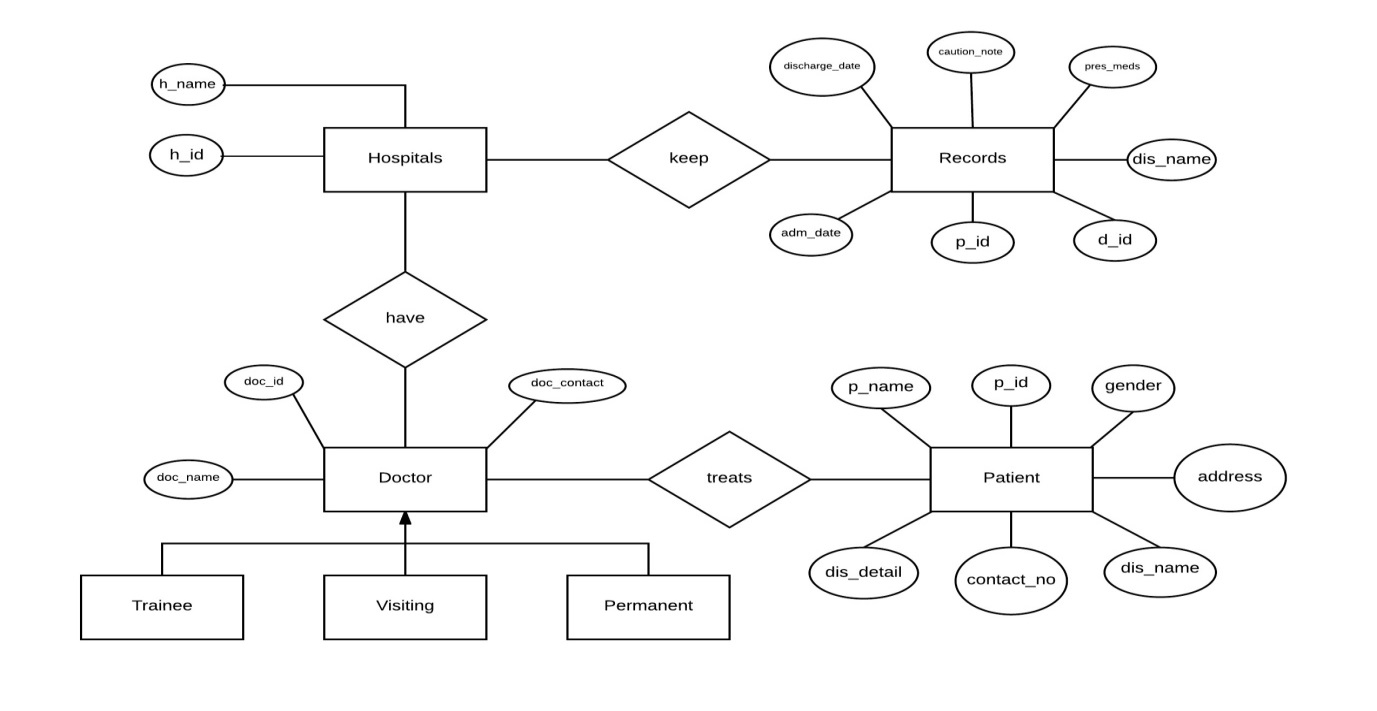 caution_note
discharge_date
pres_meds
h_name
h_id
Hospitals
keep
Records
dis_name
adm_date
p_id
d_id
have
doc_id
doc_contact
p_name
p_id
gender
doc_name
Doctor
treats
Patient
address
dis_detail
contact_no
dis_name
Trainee
Visiting
Permanent